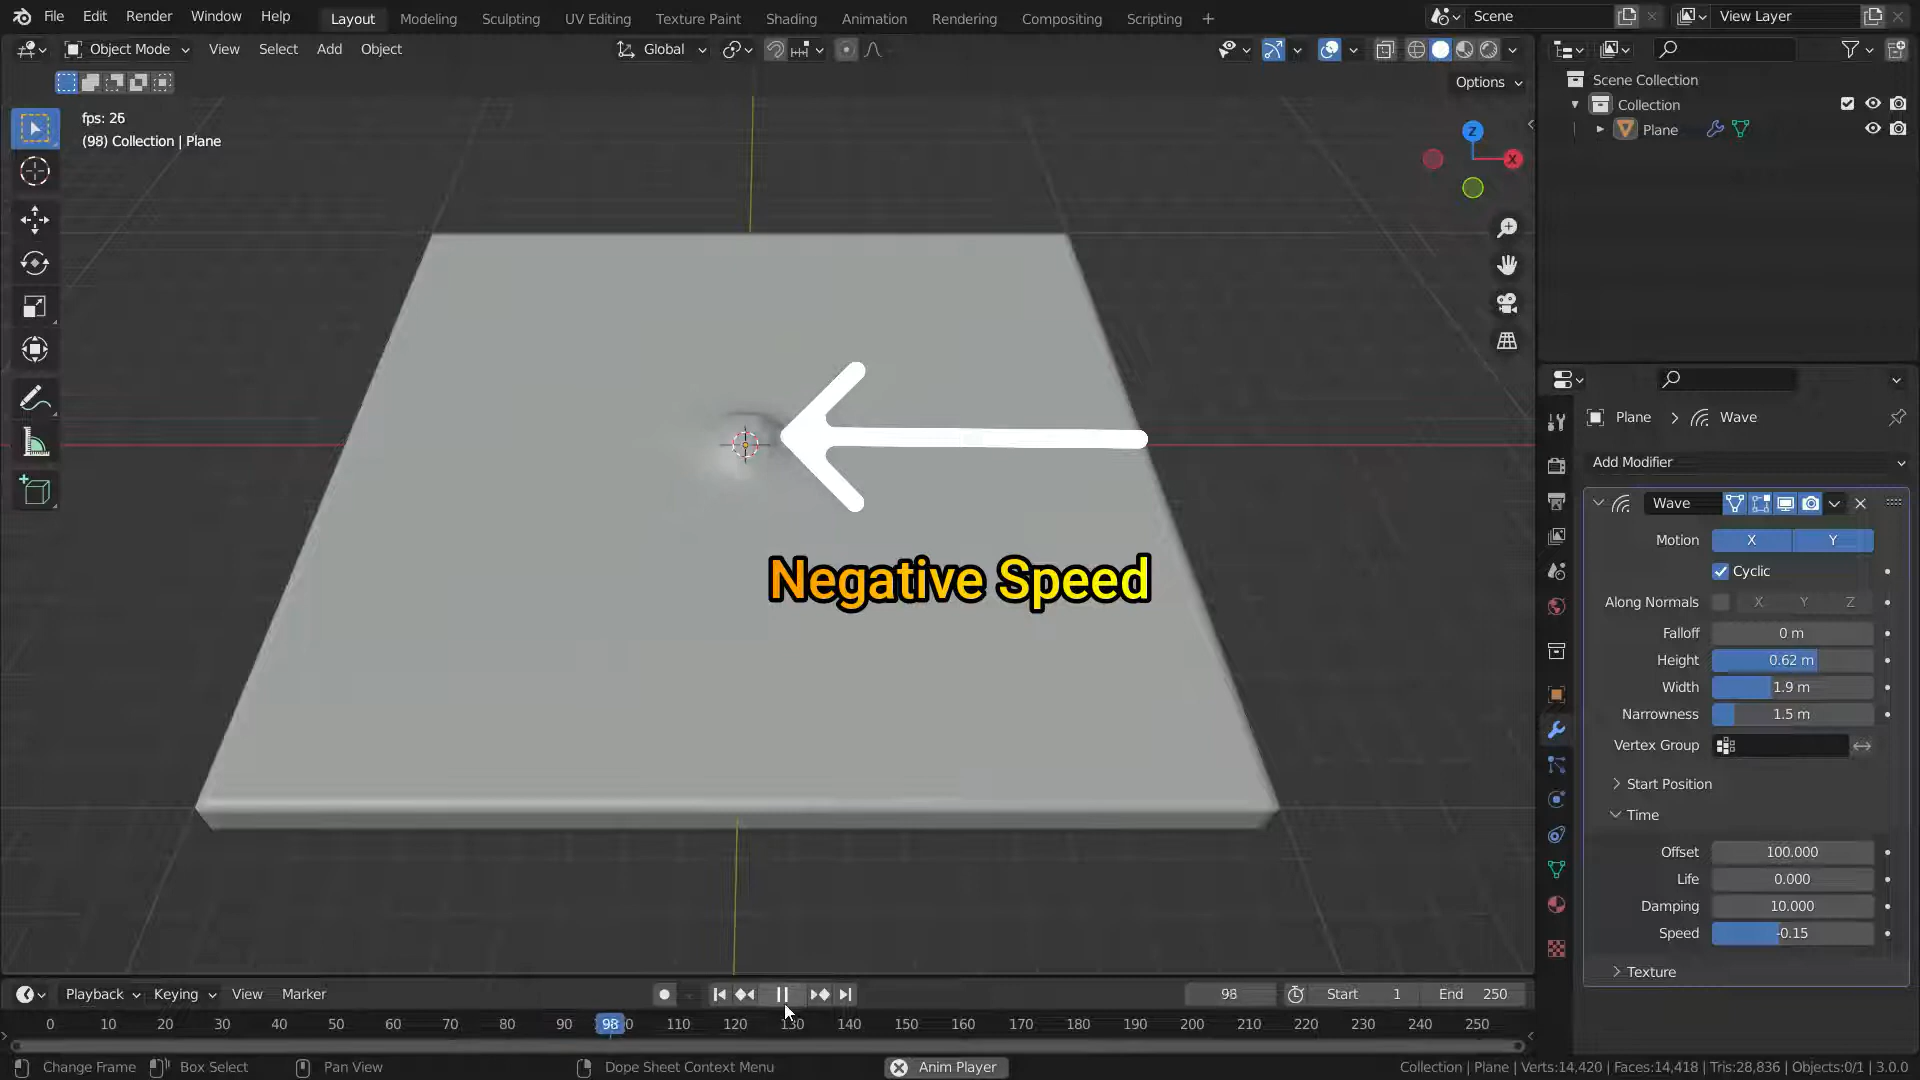 File Edit Render Window Help Layout Modeling Sculpting UV Editing Texture Paint Shading Animation Rendering Compositing Scripting + Scene View Layer
Object Mode View Select Add Object Global
Options
fps: 26
(98) Collection | Plane
Z
X
Scene Collection
Collection
Plane
Negative Speed
Plane > Wave
Add Modifier
Wave
Motion X Y
Cyclic
Along Normals X Y Z
Falloff 0 m
Height 0.62 m
Width 1.9 m
Narrowness 1.5 m
Vertex Group
Start Position
Time
Offset 100.000
Life 0.000
Damping 10.000
Speed -0.15
Texture
Playback Keying View Marker 98 Start 1 End 250
0 10 20 30 40 50 60 70 80 90 98 0 110 120 130 140 150 160 170 180 190 200 210 220 230 240 250
Change Frame Box Select Pan View Dope Sheet Context Menu Anim Player Collection | Plane | Verts:14,420 | Faces:14,418 | Tris:28,836 | Objects:0/1 | 3.0.0